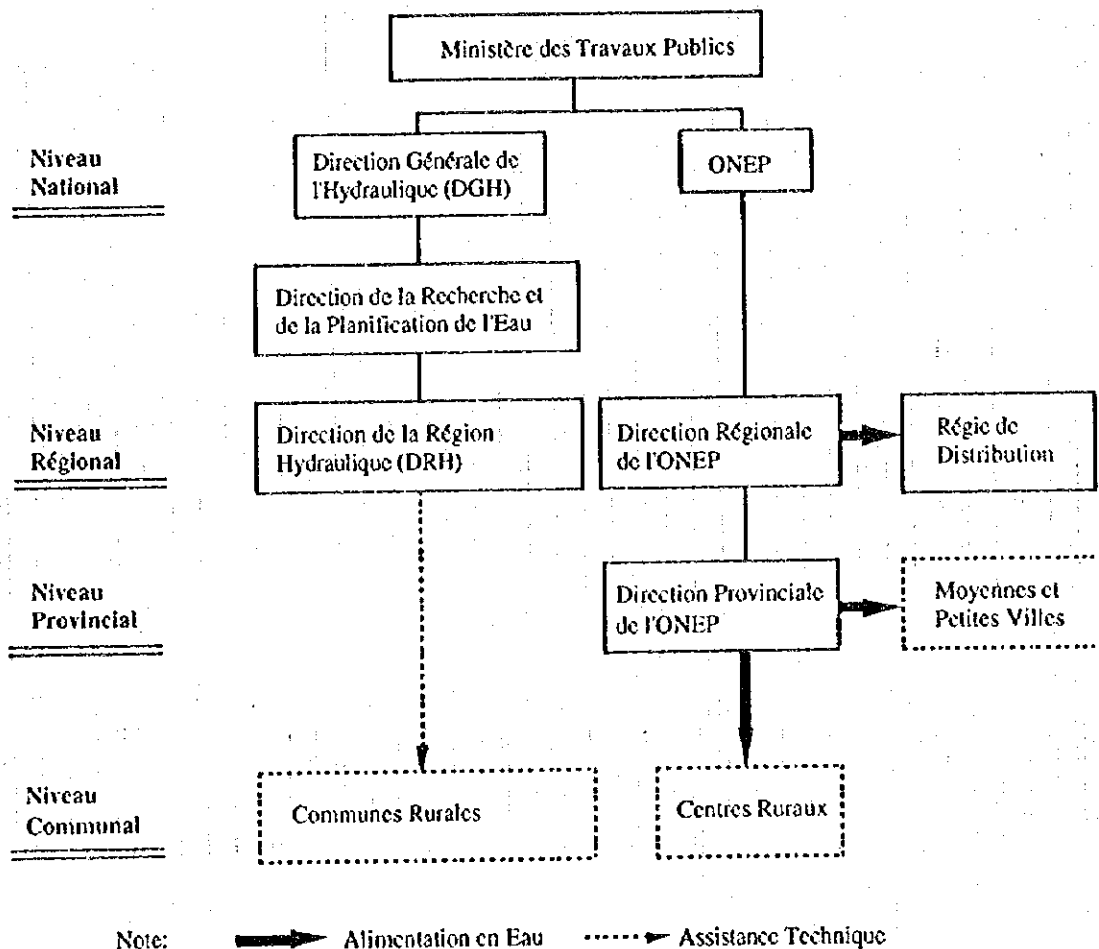 Ministère des Travaux Publics
Niveau
National
Direction Générale de
l'Hydraulique (DGH)
ONEP
Direction de la Recherche et
de la Planification de l'Eau
Niveau
Régional
Direction de la Région
Hydraulique (DRH)
Direction Régionale
de l'ONEP
Régie de
Distribution
Niveau
Provincial
Direction Provinciale
de l'ONEP
Moyennes et
Petites Villes
Niveau
Communal
Communes Rurales
Centres Ruraux
Note:
Alimentation en Eau
Assistance Technique